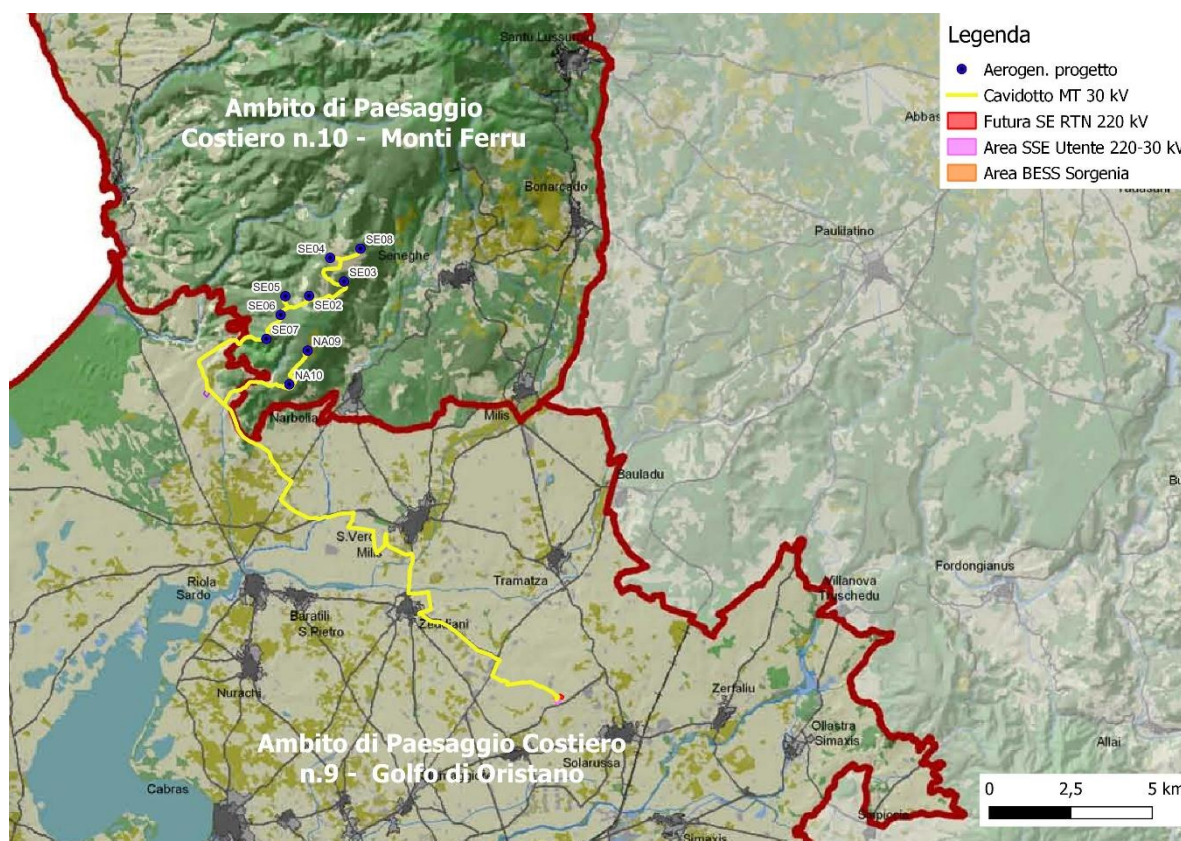 Legenda
Aerogen. progetto
Cavidotto MT 30 kV
Futura SE RTN 220 kV
Area SSE Utente 220-30 kV
Area BESS Sorgenia
Santu Lussurgiu
Ambito di Paesaggio
Costiero n.10 - Monti Ferru
Abbas
Bonarcado
Paulilatino
SE08
SE04
Seneghe
SE03
SE05
SE02
SE06
SE07
NA09
NA10
Narbolia
Milis
Bauladu
Bu
S.Vero
Milis
Riola
Sardo
Tramatza
Fordongianus
Villanova
Truschedu
Baratili
S.Pietro
Zeddiani
Nurachi
Zerfaliu
Ollastra
Simaxis
Ambito di Paesaggio Costiero
n.9 - Golfo di Oristano
Solarussa
Allai
Cabras
Simaxis
0 2,5 5 km